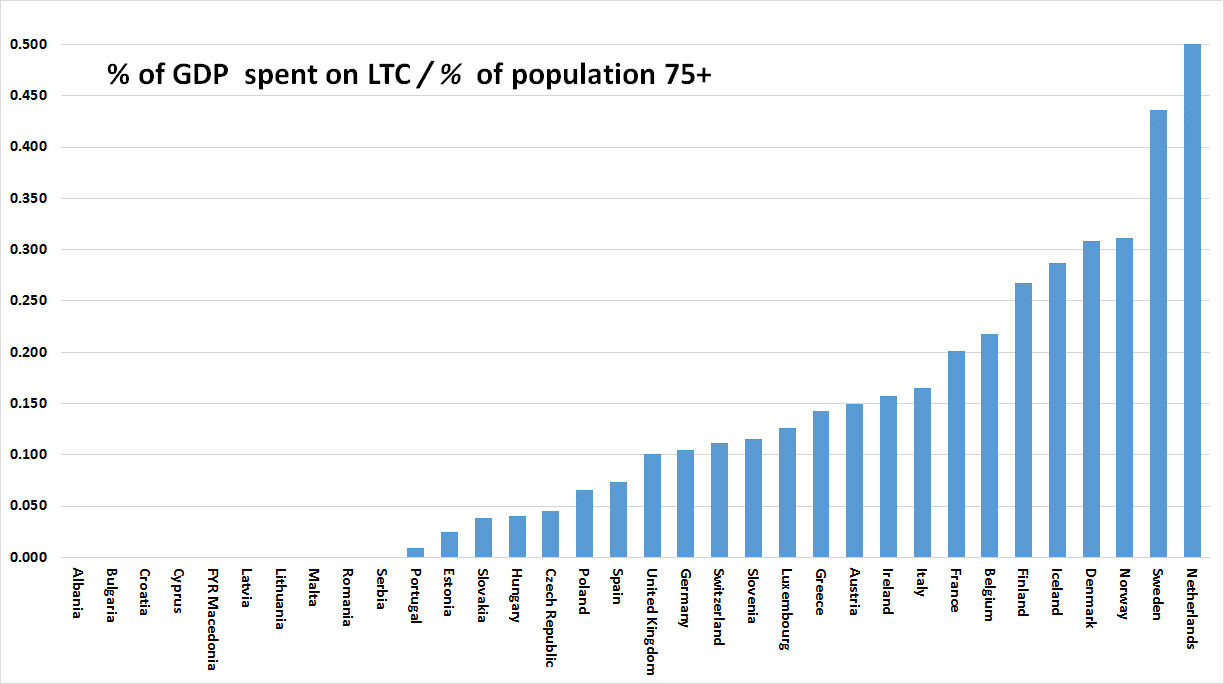 % of GDP  spent on LTC / %  of population 75+
0.500
0.450
0.400
0.350
0.300
0.250
0.200
0.150
0.100
0.050
0.000
Albania
Bulgaria
Croatia
Cyprus
FYR Macedonia
Latvia
Lithuania
Malta
Romania
Serbia
Portugal
Estonia
Slovakia
Hungary
Czech Republic
Poland
Spain
United Kingdom
Germany
Switzerland
Slovenia
Luxembourg
Greece
Austria
Ireland
Italy
France
Belgium
Finland
Iceland
Denmark
Norway
Sweden
Netherlands